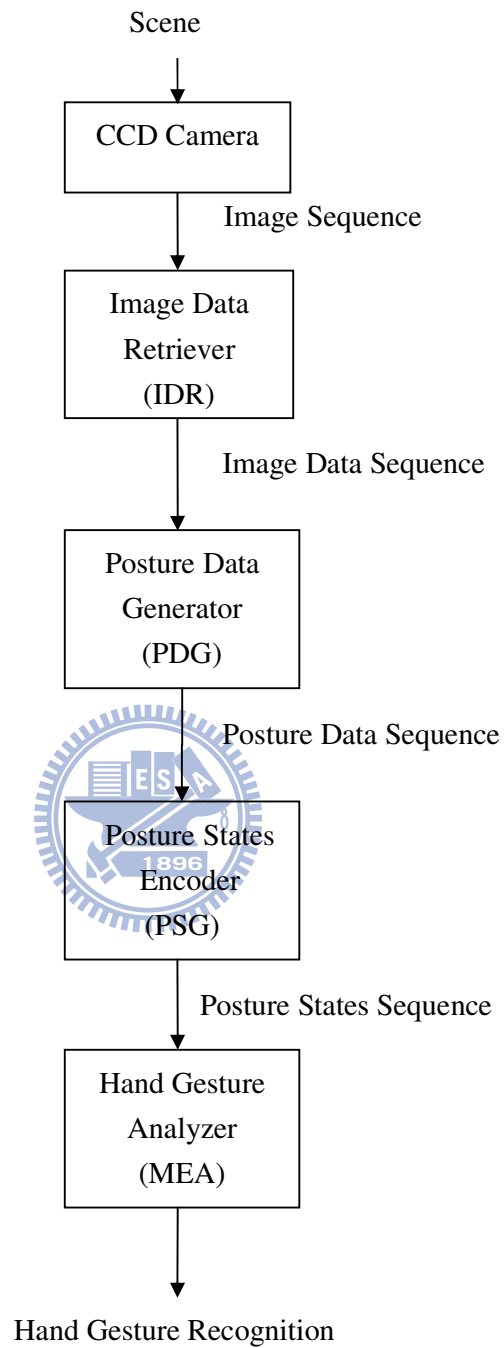 Scene
CCD Camera
Image Sequence
Image Data
Retriever
(IDR)
Image Data Sequence
Posture Data
Generator
(PDG)
Posture Data Sequence
E S A
Posture States
1896
Encoder
(PSG)
Posture States Sequence
Hand Gesture
Analyzer
(MEA)
Hand Gesture Recognition